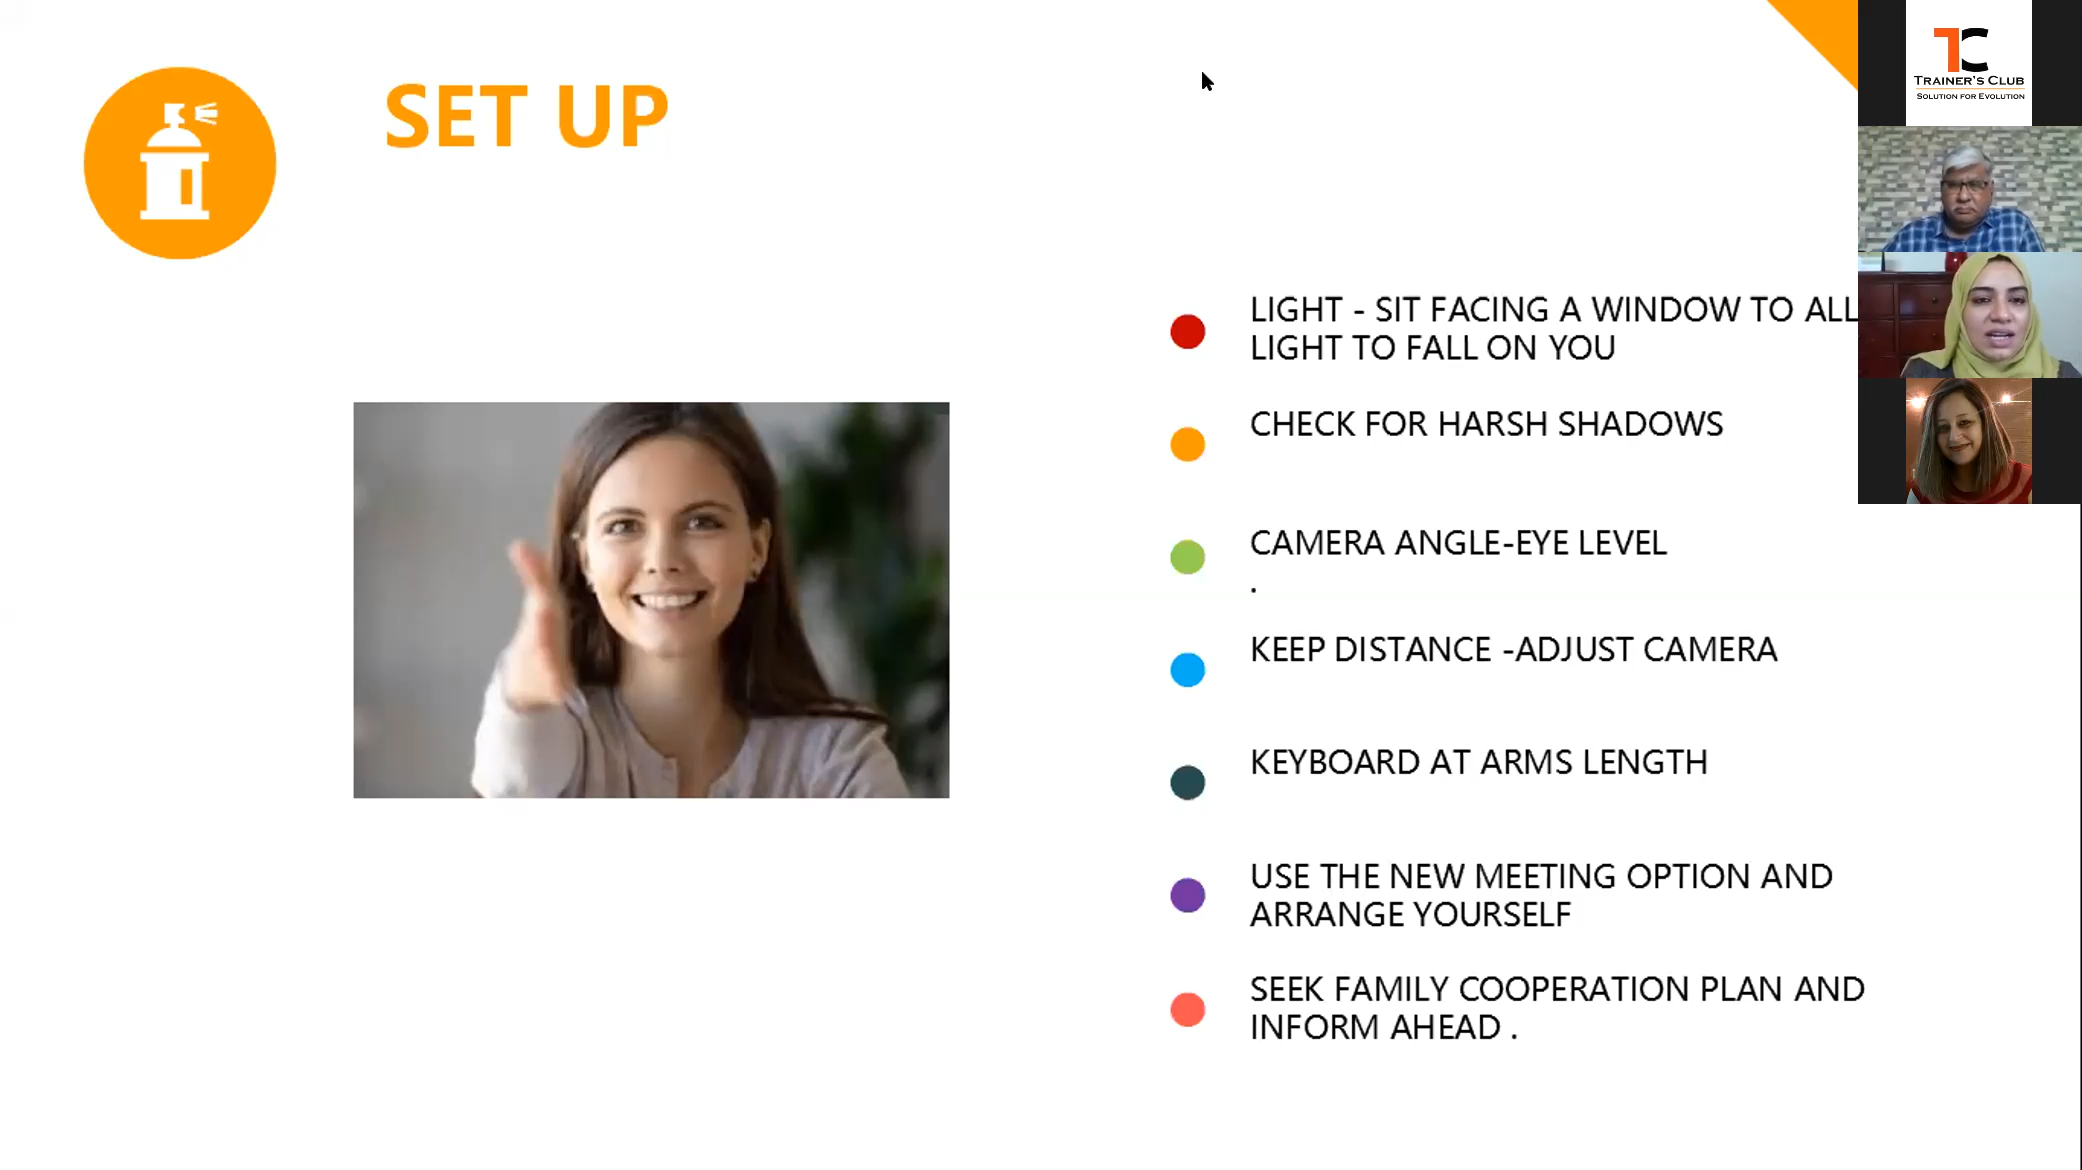 SET UP
LIGHT - SIT FACING A WINDOW TO ALL
LIGHT TO FALL ON YOU
CHECK FOR HARSH SHADOWS
CAMERA ANGLE-EYE LEVEL
.
KEEP DISTANCE -ADJUST CAMERA
KEYBOARD AT ARMS LENGTH
USE THE NEW MEETING OPTION AND
ARRANGE YOURSELF
SEEK FAMILY COOPERATION PLAN AND
INFORM AHEAD .
TC
TRAINER'S CLUB
SOLUTION FOR EVOLUTION